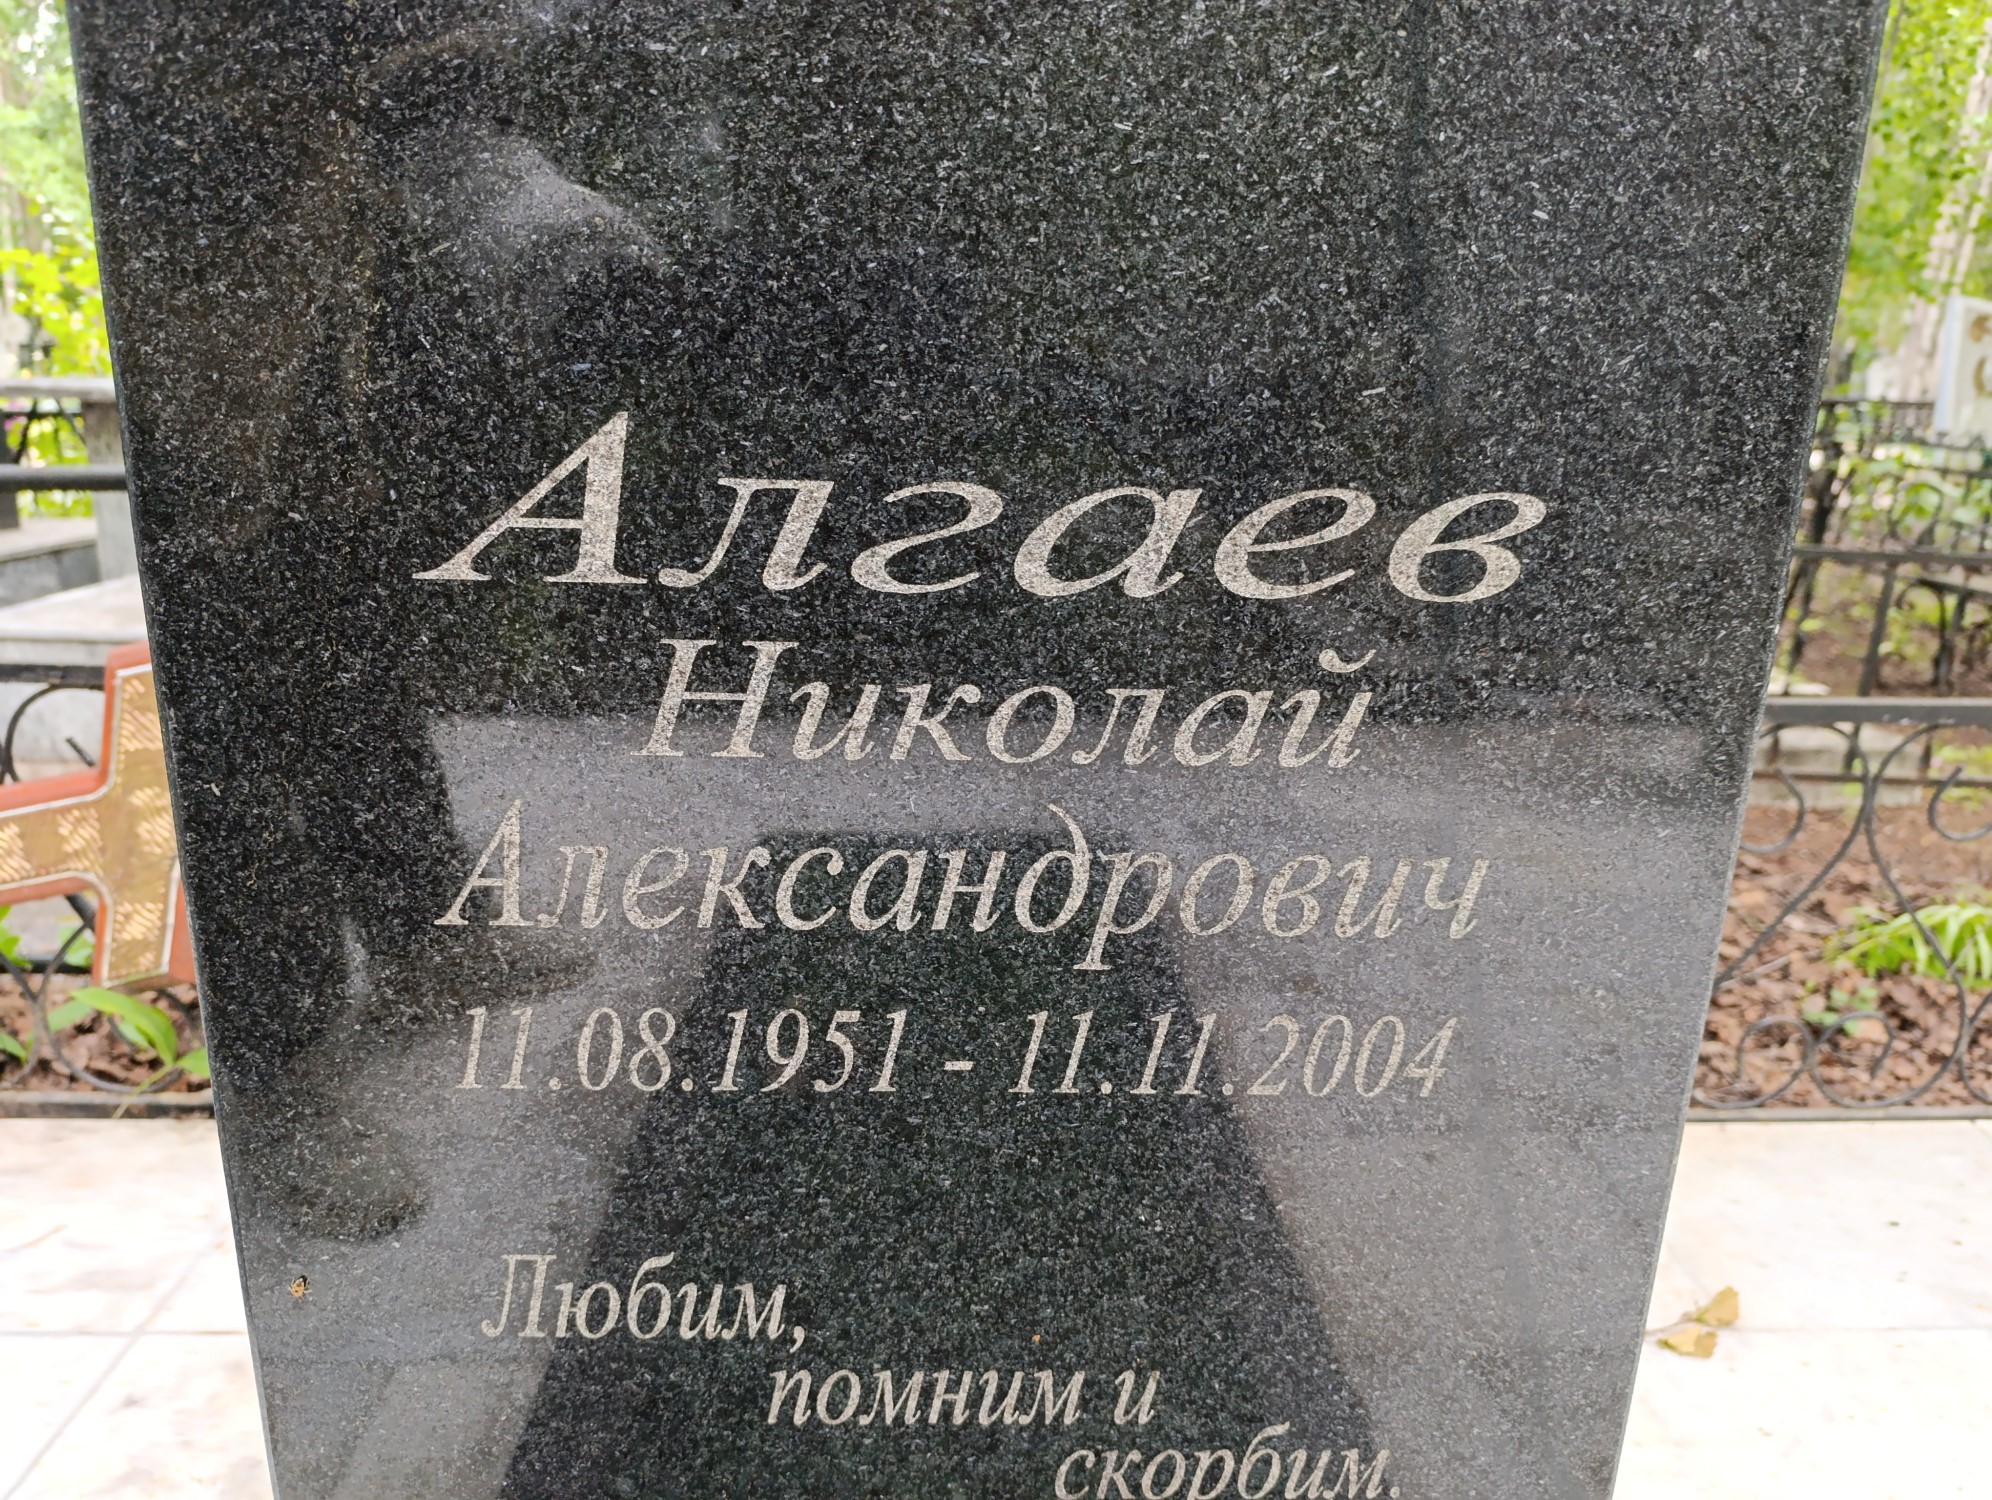 Алгаев
Николай
Александрович
11.08.1951 - 11.11.2004
Любим,
помним и
скорбим.